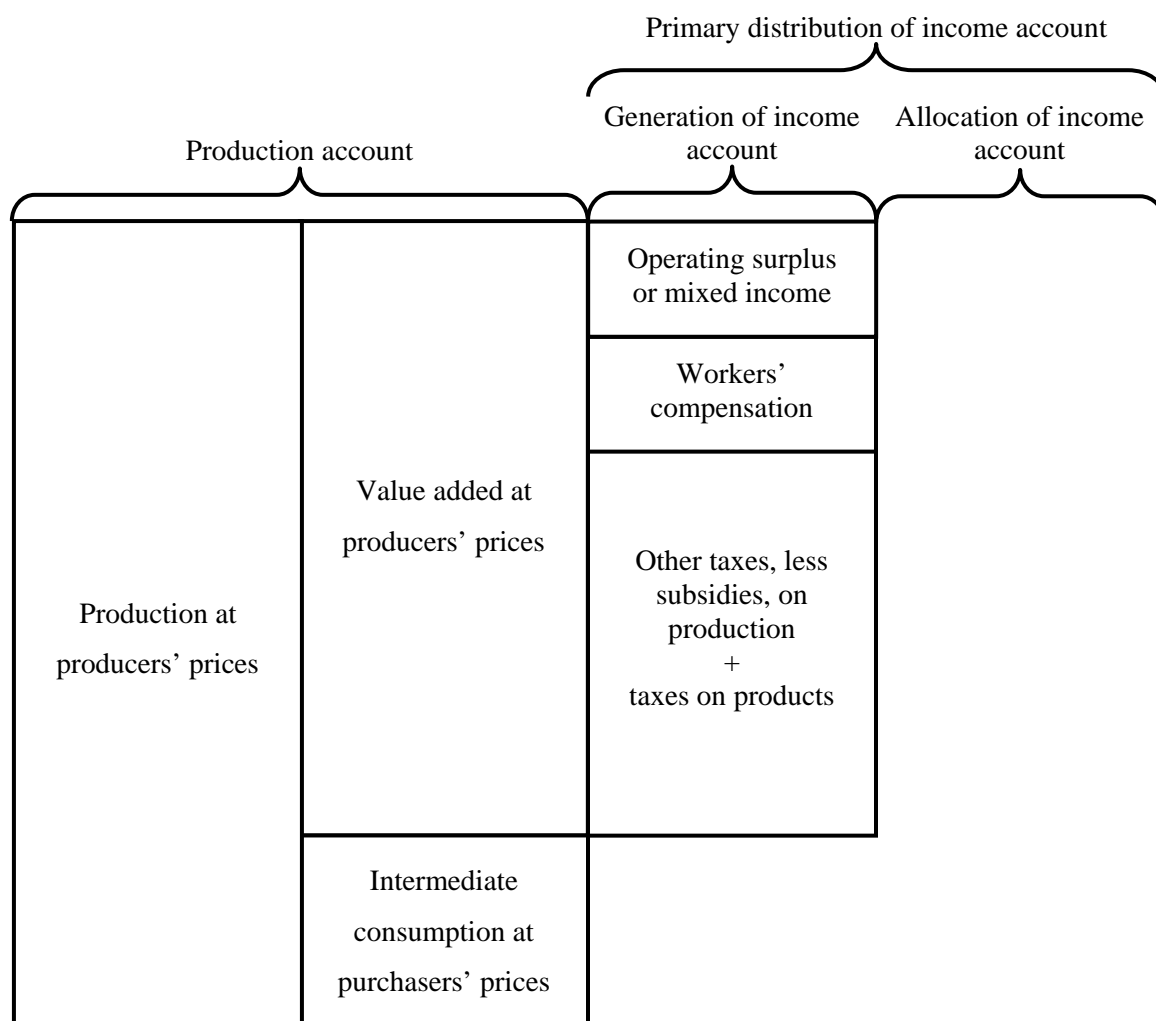 Primary distribution of income account
Generation of income
account
Allocation of income
account
Production account
Operating surplus
or mixed income
Workers’
compensation
Value added at
producers’ prices
Other taxes, less
subsidies, on
production
+
taxes on products
Production at
producers’ prices
Intermediate
consumption at
purchasers’ prices